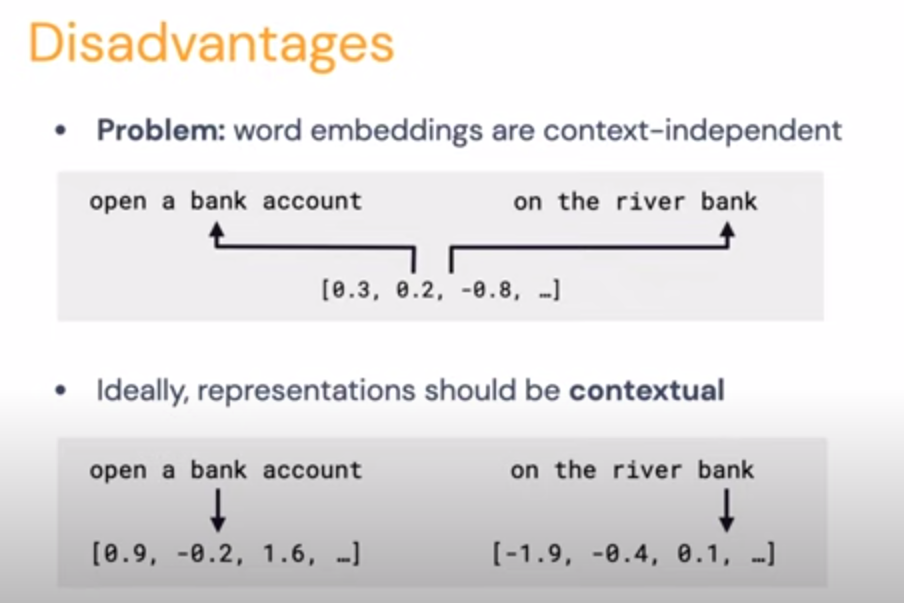 Disadvantages
• Problem: word embeddings are context-independent
open a bank account on the river bank
[0.3, 0.2, -0.8, …]
• Ideally, representations should be contextual
open a bank account on the river bank
[0.9, -0.2, 1.6, …] [-1.9, -0.4, 0.1, …]